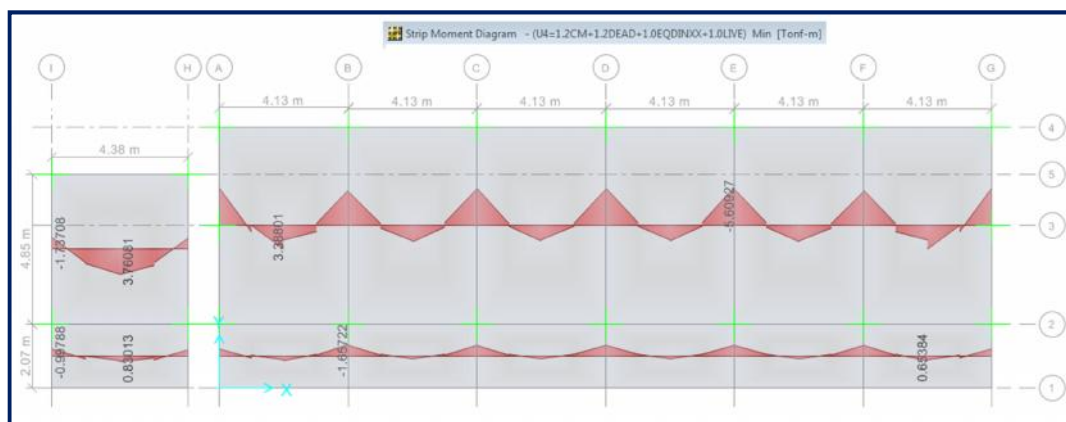 Strip Moment Diagram - (U4=1.2CM+1.2DEAD+1.0EQDINXX+1.0LIVE) Min [Tonf-m]
I H A B C D E F G
4.13 m 4.13 m 4.13 m 4.13 m 4.13 m 4.13 m
4
4.38 m
5
3
4.85 m
-1.73708
3.76081
3.38801
-5.60927
2
2.07 m
-0.99788
0.83013
-1.65722
0.65384
X
1